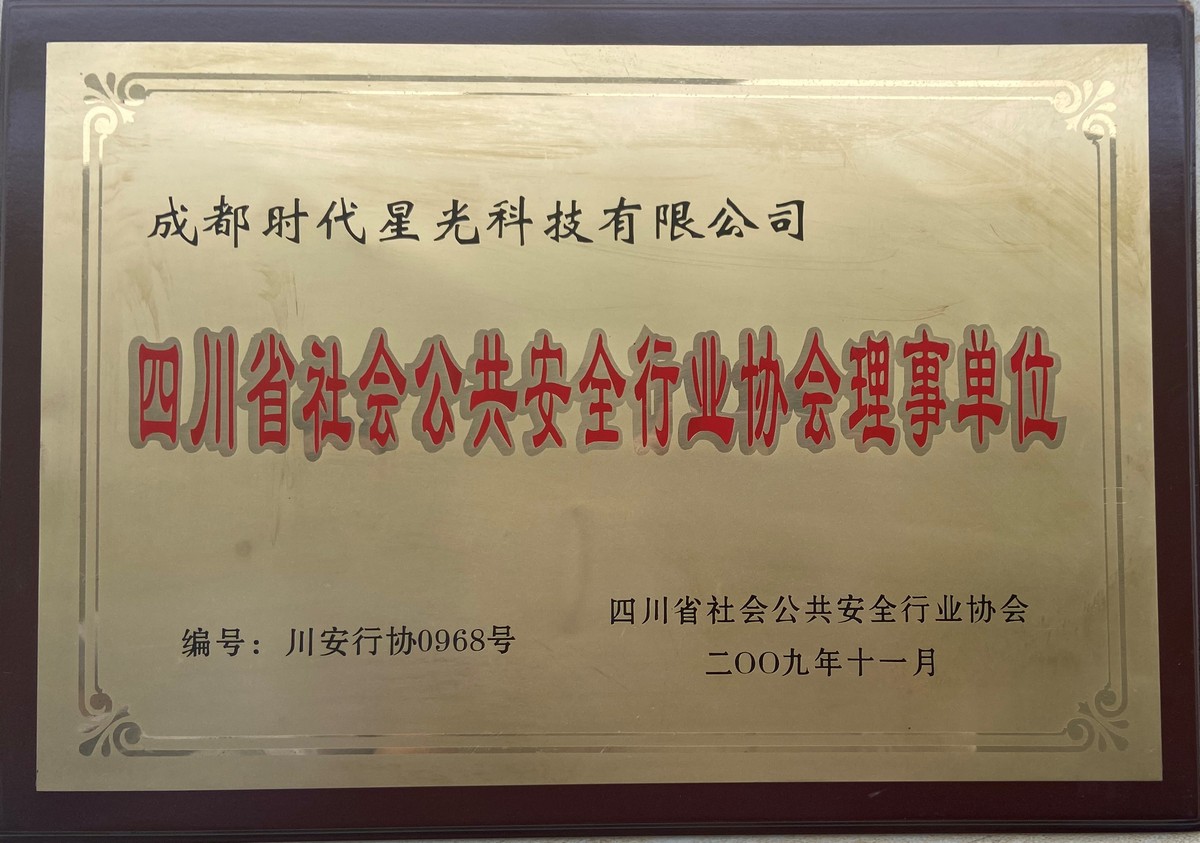 成都时代星光科技有限公司
四川省社会公共安全行业协会理事单位
编号：川安行协0968号
四川省社会公共安全行业协会
二〇〇九年十一月